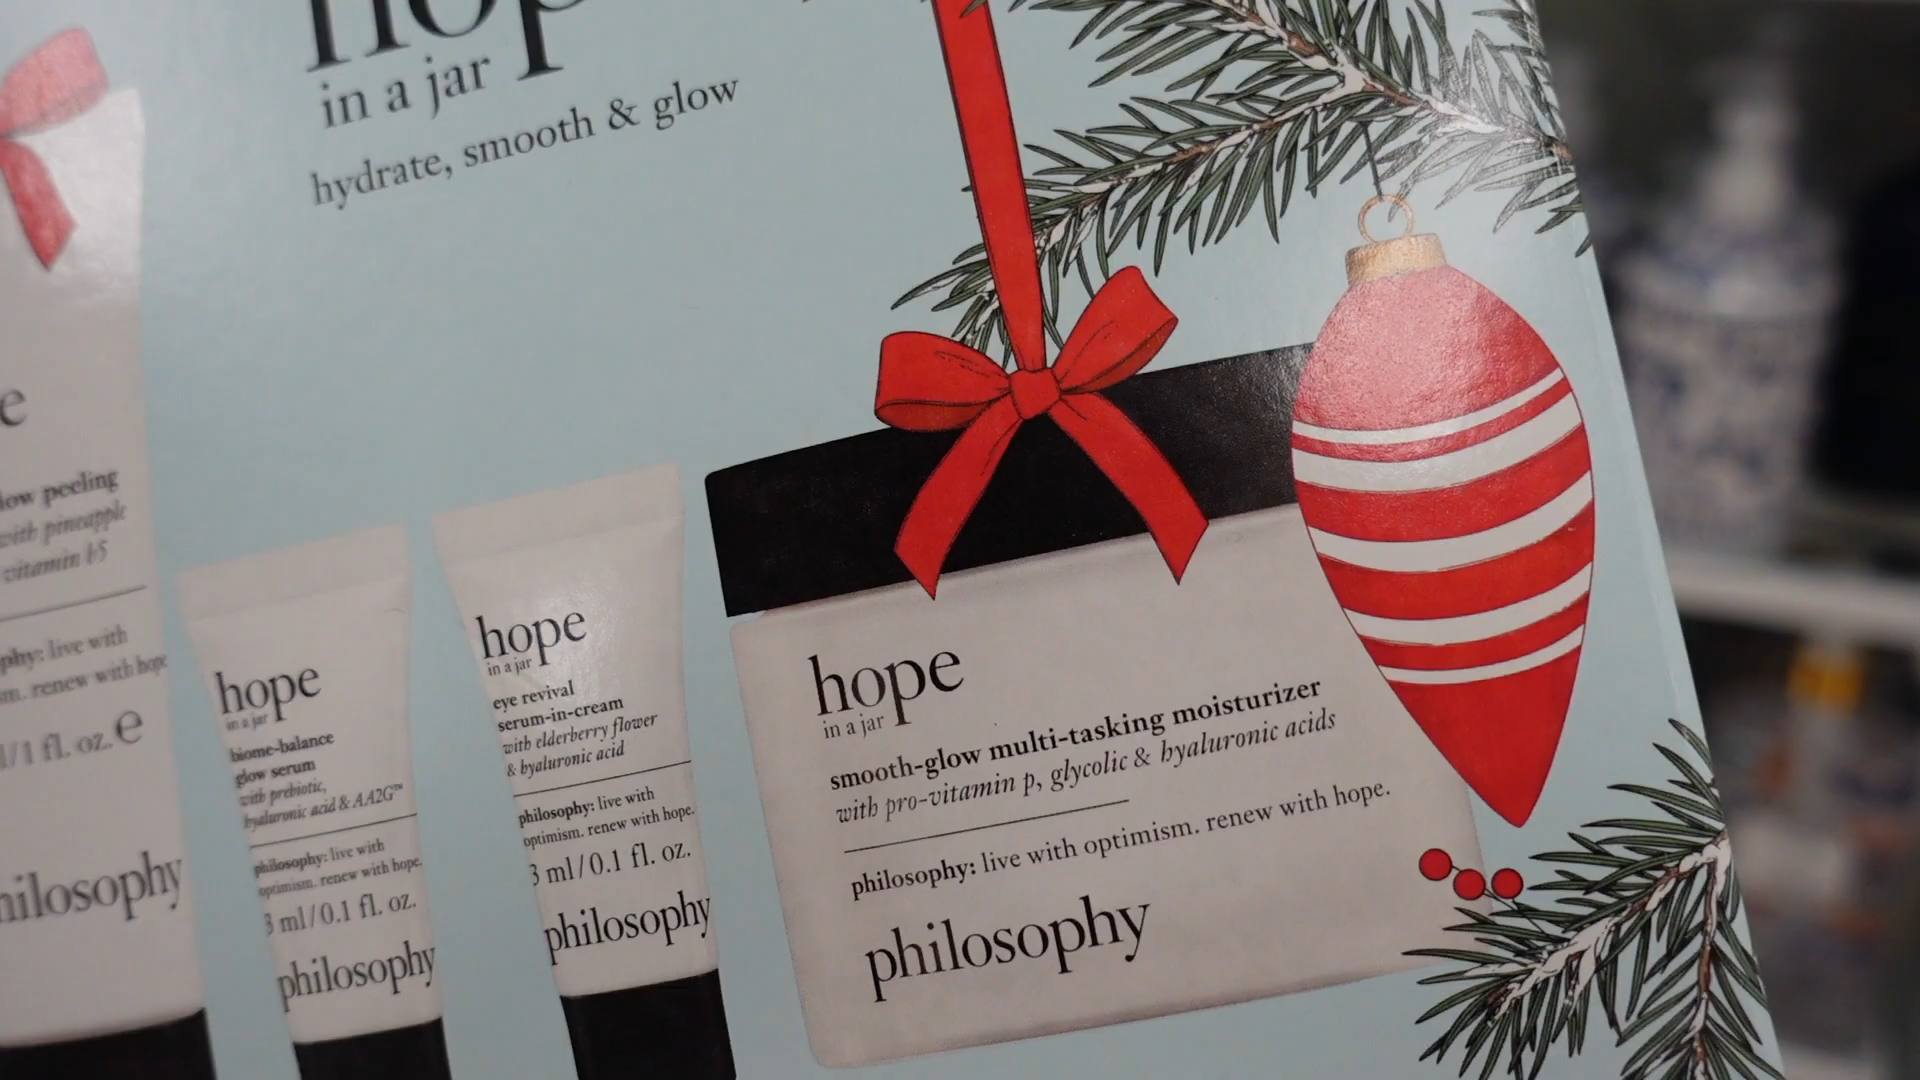 hope
in a jar
hydrate, smooth & glow
peeling
with pineapple
vitamin b5
live with
renew with hope
/1 fl. oz. e
hope
in a jar
biome-balance
glow serum
with prebiotic,
hyaluronic acid & AA2G™
philosophy: live with
optimism. renew with hope.
3 ml/0.1 fl. oz.
philosophy
hope
in a jar
eye revival
serum-in-cream
with elderberry flower
& hyaluronic acid
philosophy: live with
optimism. renew with hope.
3 ml/0.1 fl. oz.
philosophy
hope
in a jar
smooth-glow multi-tasking moisturizer
with pro-vitamin p, glycolic & hyaluronic acids
philosophy: live with optimism. renew with hope.
philosophy